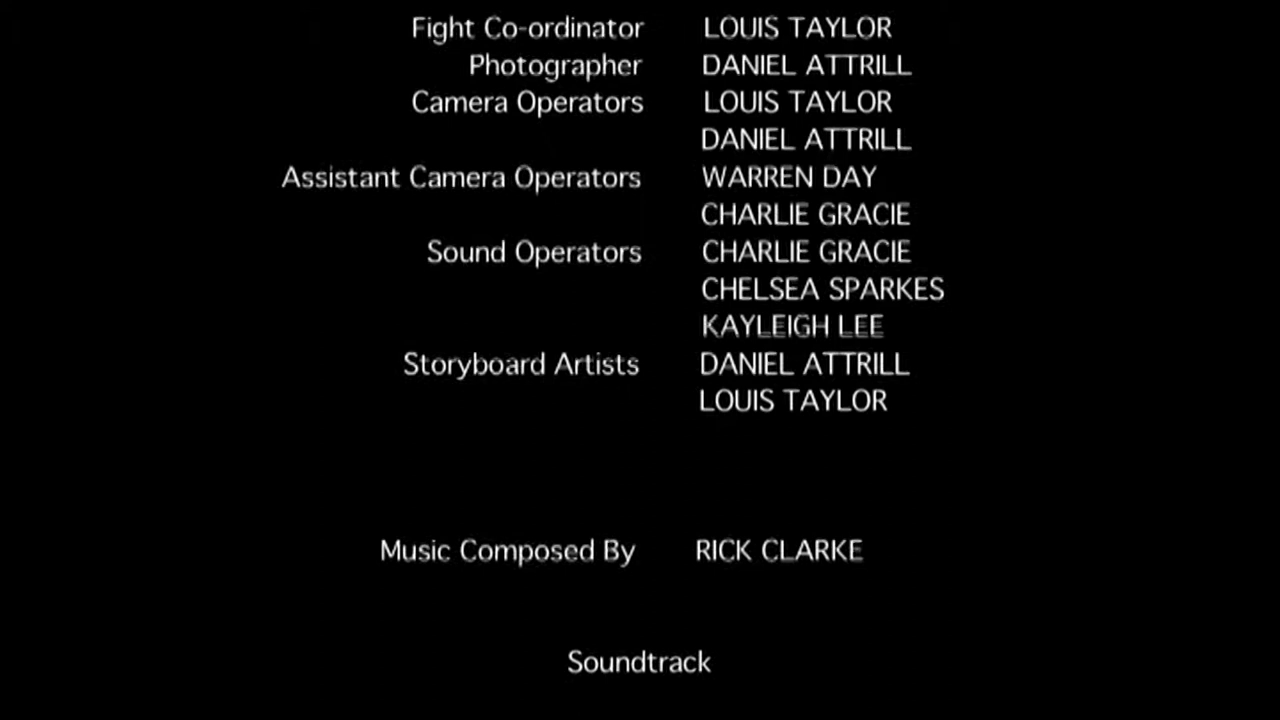 Fight Co-ordinator LOUIS TAYLOR
Photographer DANIEL ATTRILL
Camera Operators LOUIS TAYLOR
DANIEL ATTRILL
Assistant Camera Operators WARREN DAY
CHARLIE GRACIE
Sound Operators CHARLIE GRACIE
CHELSEA SPARKES
KAYLEIGH LEE
Storyboard Artists DANIEL ATTRILL
LOUIS TAYLOR
Music Composed By RICK CLARKE
Soundtrack